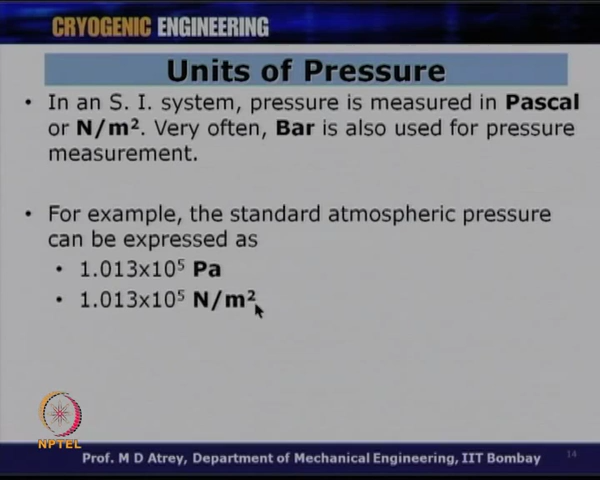 CRYOGENIC ENGINEERING
Units of Pressure
• In an S. I. system, pressure is measured in Pascal
or N/m². Very often, Bar is also used for pressure
measurement.
• For example, the standard atmospheric pressure
can be expressed as
• 1.013x10⁵ Pa
• 1.013x10⁵ N/m²
NPTEL
Prof. M D Atrey, Department of Mechanical Engineering, IIT Bombay
14